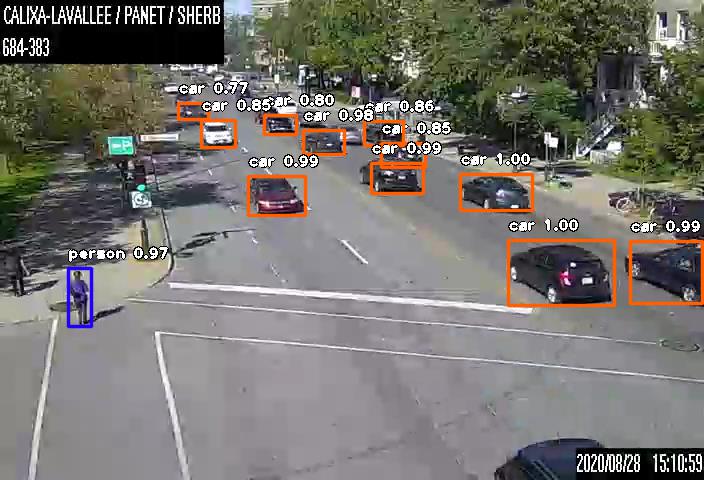 CALIXA-LAVALLEE / PANET / SHERB
684-383
car 0.77
car 0.85
car 0.80
car 0.98
car 0.86
car 0.85
car 0.99
car 0.99
car 1.00
person 0.97
car 1.00
car 0.99
2020/08/28 15:10:59